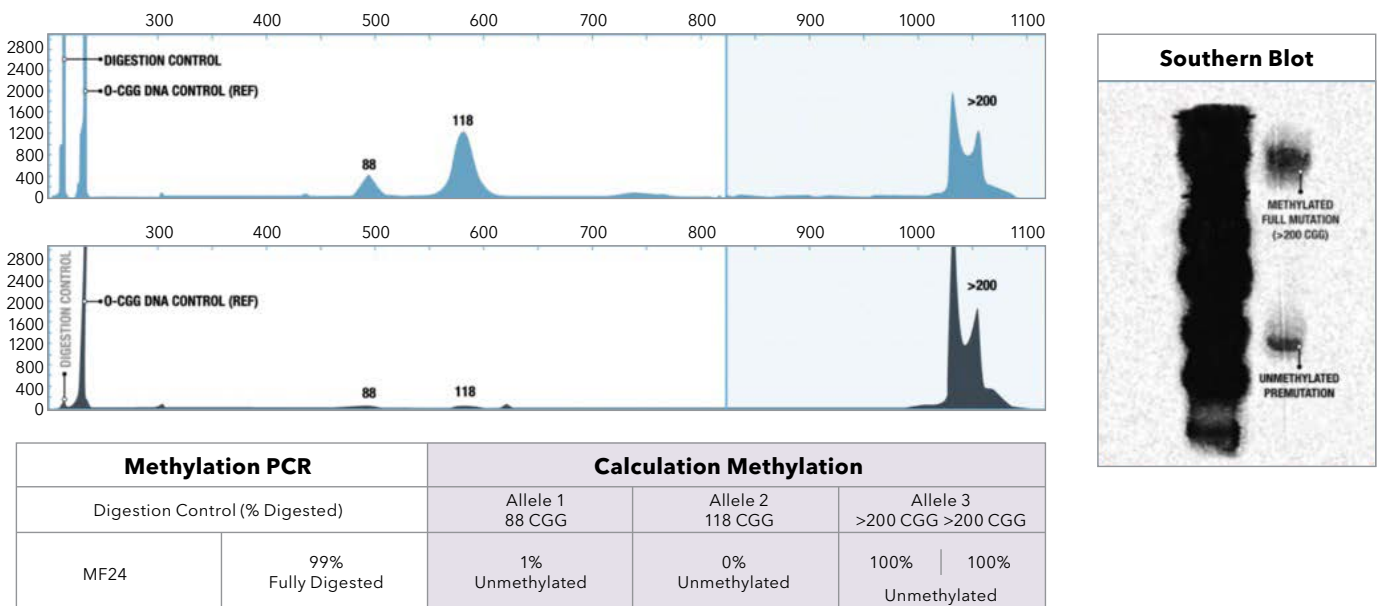 300 400 500 600 700 800 900 1000 1100
2800
2400
2000
1600
1200
800
400
0
DIGESTION CONTROL
0-CGG DNA CONTROL (REF)
88
118
>200
300 400 500 600 700 800 900 1000 1100
2800
2400
2000
1600
1200
800
400
0
DIGESTION CONTROL
0-CGG DNA CONTROL (REF)
88
118
>200
Methylation PCR
Calculation Methylation
Digestion Control (% Digested)
Allele 1
88 CGG
Allele 2
118 CGG
Allele 3
>200 CGG >200 CGG
MF24
99%
Fully Digested
1%
Unmethylated
0%
Unmethylated
100% 100%
Unmethylated
Southern Blot
METHYLATED
FULL MUTATION
(>200 CGG)
UNMETHYLATED
PREMUTATION